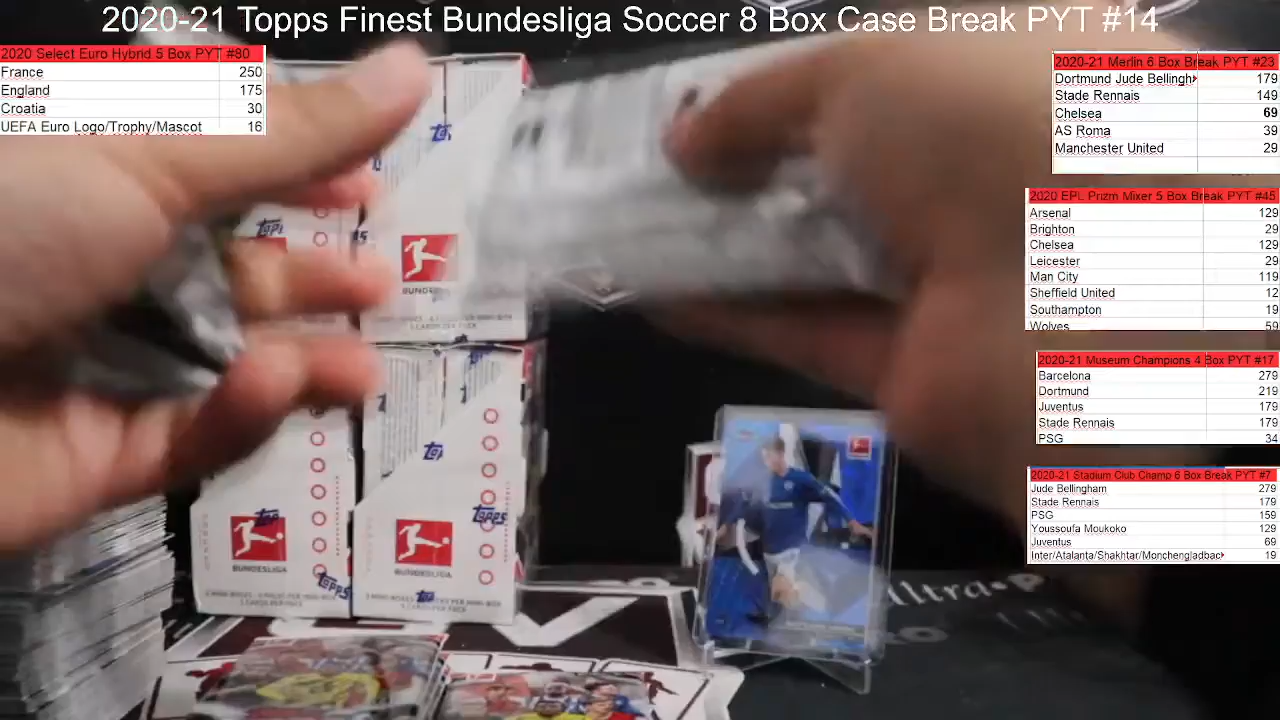 2020-21 Topps Finest Bundesliga Soccer 8 Box Case Break PYT #14
2020 Select Euro Hybrid 5 Box PYT #80
France 250
England 175
Croatia 30
UEFA Euro Logo/Trophy/Mascot 16
2020-21 Merlin 6 Box Break PYT #23
Dortmund Jude Bellingh 179
Stade Rennais 149
Chelsea 69
AS Roma 39
Manchester United 29
2020 EPL Prizm Mixer 5 Box Break PYT #45
Arsenal 129
Brighton 29
Chelsea 129
Leicester 29
Man City 119
Sheffield United 12
Southampton 19
Wolves 59
2020-21 Museum Champions 4 Box PYT #17
Barcelona 279
Dortmund 219
Juventus 179
Stade Rennais 179
PSG 34
2020-21 Stadium Club Champ 6 Box Break PYT #7
Jude Bellingham 279
Stade Rennais 179
PSG 159
Youssoufa Moukoko 129
Juventus 69
Inter/Atalanta/Shakhtar/Monchengladbac 19
Topps
BUNDESLIGA
Topps
BUNDESLIGA
Topps
BUNDESLIGA
Topps